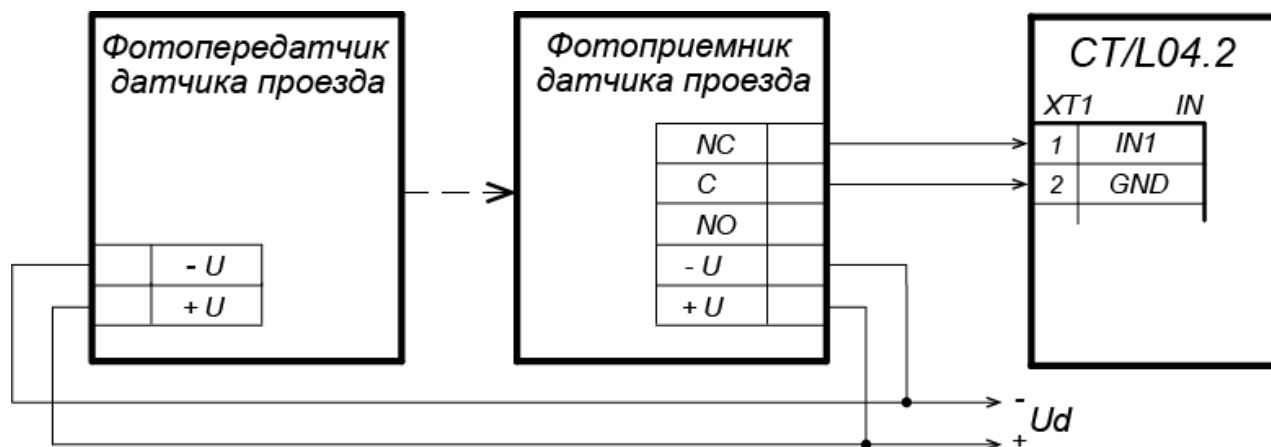 Фотопередатчик
датчика проезда
- U
+ U
Фотоприемник
датчика проезда
NC
C
NO
- U
+ U
CT/L04.2
XT1 IN
1 IN1
2 GND
- 
Ud
+